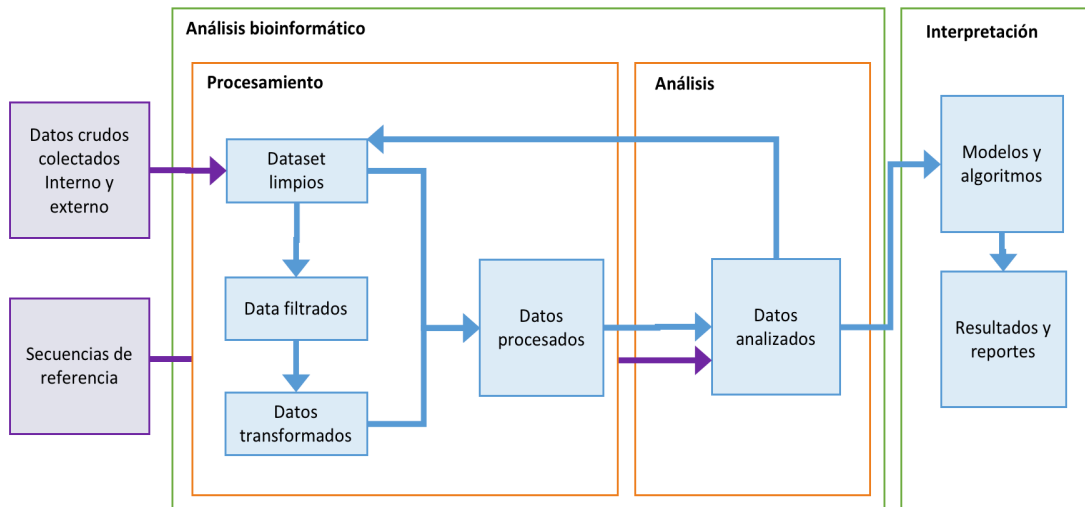 Análisis bioinformático
Interpretación
Procesamiento
Análisis
Datos crudos
colectados
Interno y
externo
Dataset
limpios
Modelos y
algoritmos
Data filtrados
Datos
procesados
Datos
analizados
Secuencias de
referencia
Resultados y
reportes
Datos
transformados